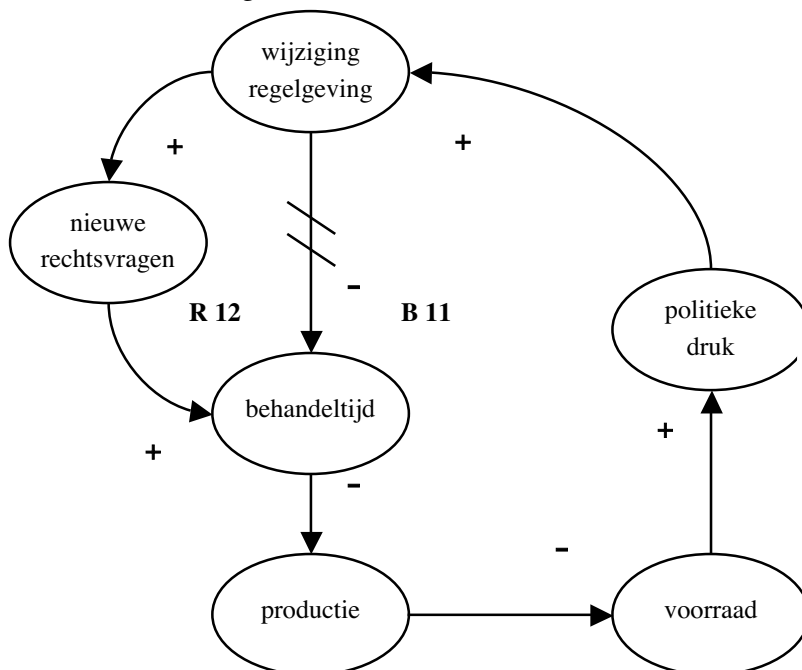 wijziging
regelgeving
+
+
nieuwe
rechtsvragen
-
R 12
B 11
politieke
druk
behandeltijd
+
+
-
-
productie
voorraad